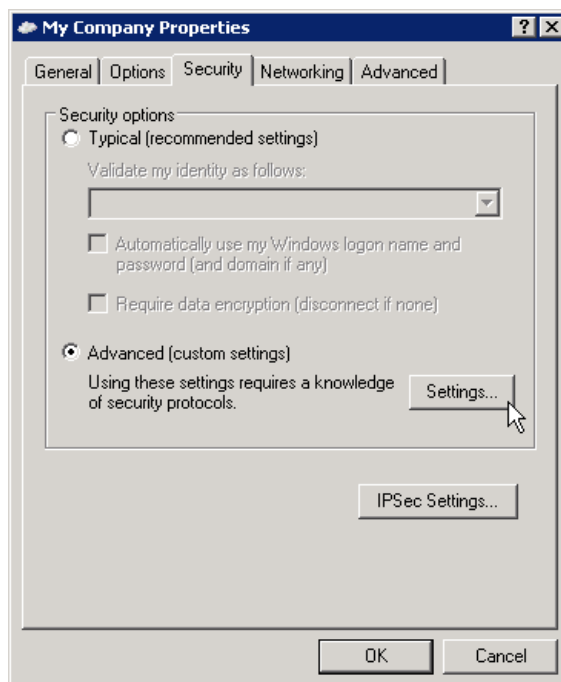 My Company Properties
General Options Security Networking Advanced
Security options
Typical (recommended settings)
Validate my identity as follows:
Automatically use my Windows logon name and
password (and domain if any)
Require data encryption (disconnect if none)
Advanced (custom settings)
Using these settings requires a knowledge
of security protocols.
Settings...
IPSec Settings...
OK Cancel